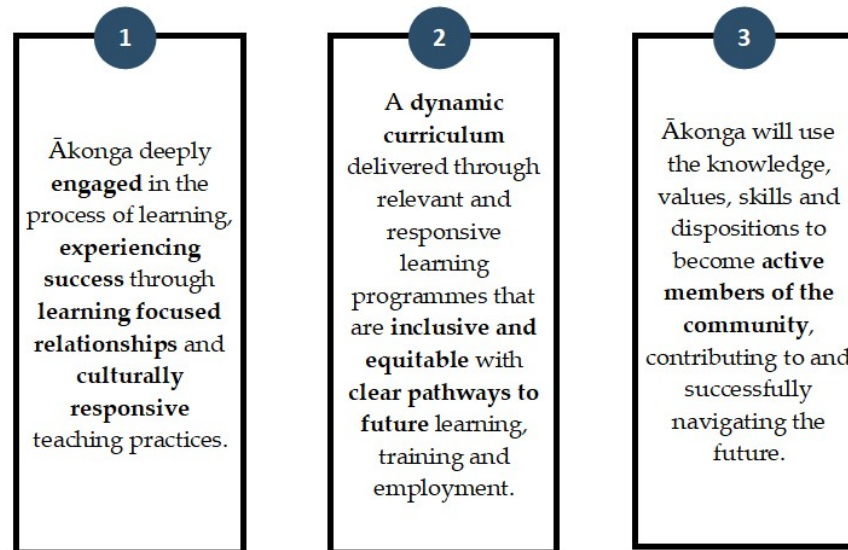 1
Ākonga deeply
engaged in the
process of learning,
experiencing
success through
learning focused
relationships and
culturally
responsive
teaching practices.
2
A dynamic
curriculum
delivered through
relevant and
responsive
learning
programmes that
are inclusive and
equitable with
clear pathways to
future learning,
training and
employment.
3
Ākonga will use
the knowledge,
values, skills and
dispositions to
become active
members of the
community,
contributing to and
successfully
navigating the
future.